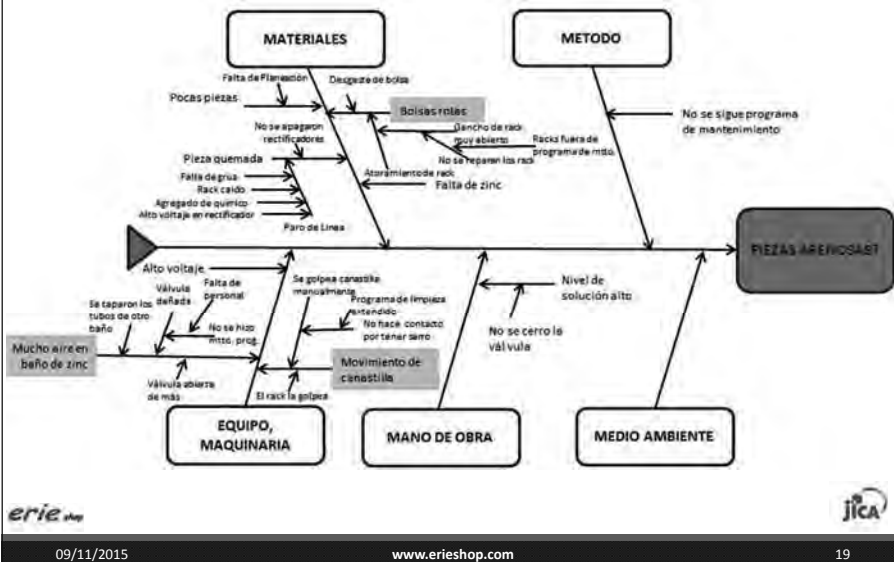 MATERIALES
METODO
Falta de Planeación
Desgaste de bolsa
Pocas piezas
Bolsas rotas
No se sigue programa
de mantenimiento
No se apagaron
rectificadores
Gancho de rack
muy abierto
Racks fuera de
programa de mtto.
Pieza quemada
No se reparan los rack
Falta de grua
Atoramiento de rack
Falta de zinc
Rack caido
Agregado de quimico
Alto voltaje en rectificador
Paro de Linea
PIEZAS ARENOSAS?
Alto voltaje
Válvula
dañada
Falta de
personal
Se golpea canastilla
manualmente
Nivel de
solución alto
Se taparon los
tubos de otro
baño
Programa de limpieza
extendido
No se hizo
mtto. prog.
No hace contacto
por tener sarro
No se cerro la
válvula
Mucho aire en
baño de zinc
Movimiento de
canastilla
Válvula abierta
de más
El rack la golpea
EQUIPO,
MAQUINARIA
MANO DE OBRA
MEDIO AMBIENTE
erie shop
jica
09/11/2015
www.erieshop.com
19